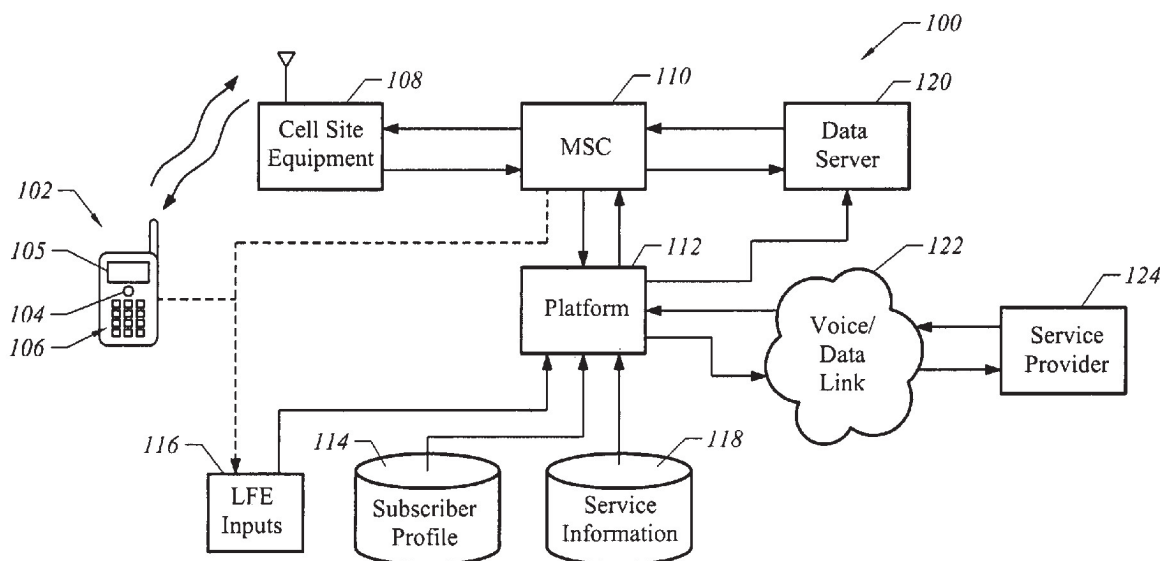 100
108
110
120
Cell Site
Equipment
MSC
Data
Server
102
105
104
106
112
Platform
122
Voice/
Data
Link
124
Service
Provider
116
LFE
Inputs
114
Subscriber
Profile
118
Service
Information